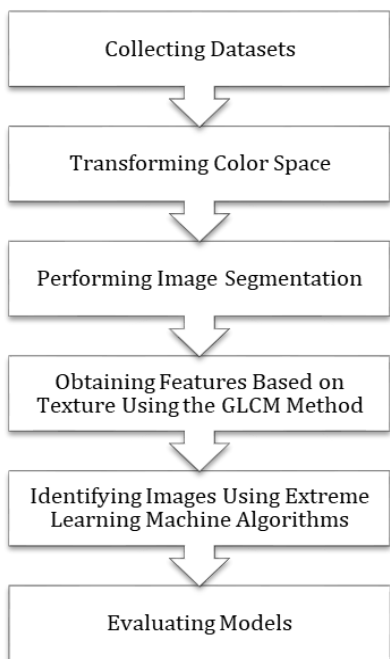 Collecting Datasets
Transforming Color Space
Performing Image Segmentation
Obtaining Features Based on
Texture Using the GLCM Method
Identifying Images Using Extreme
Learning Machine Algorithms
Evaluating Models